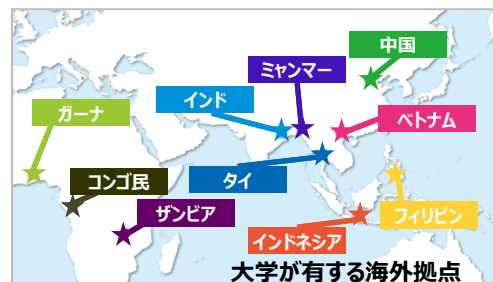 中国
ミャンマー
インド
ガーナ
ベトナム
コンゴ民
タイ
ザンビア
フィリピン
インドネシア
大学が有する海外拠点